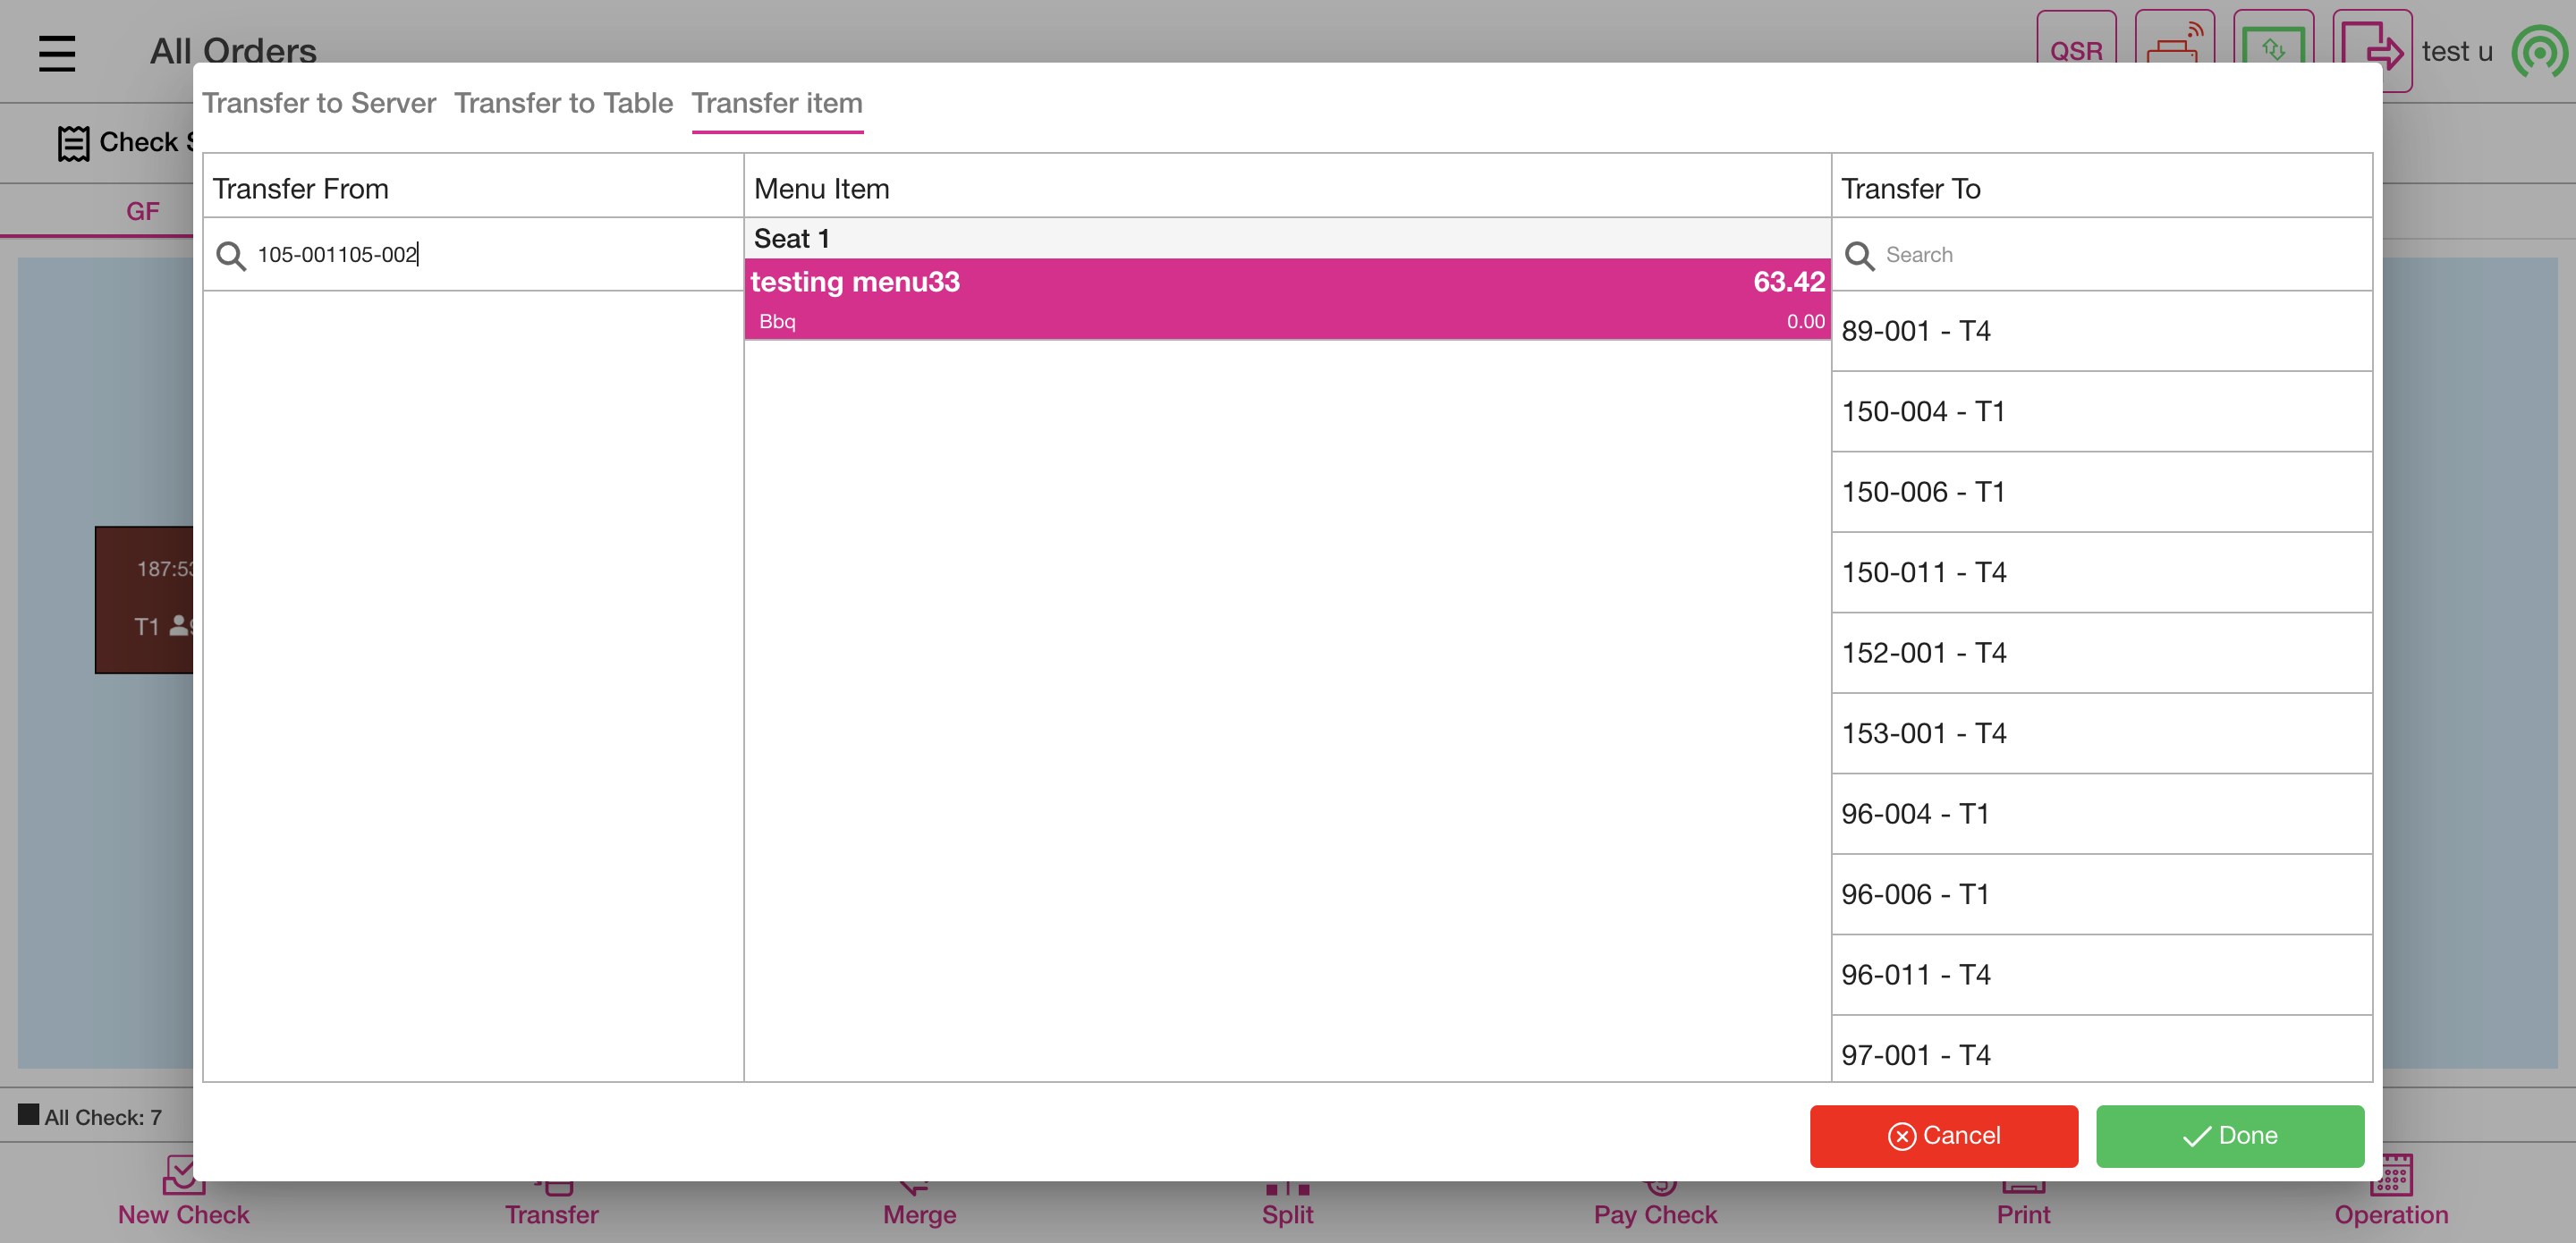 All Orders
QSR
test u
Transfer to Server Transfer to Table Transfer item
Check
GF
Transfer From
Menu Item
Transfer To
105-001105-002
Seat 1
Search
testing menu33 63.42
Bbq 0.00
89-001 - T4
150-004 - T1
150-006 - T1
150-011 - T4
152-001 - T4
153-001 - T4
96-004 - T1
96-006 - T1
96-011 - T4
97-001 - T4
187:53
T1
All Check: 7
Cancel
Done
New Check
Transfer
Merge
Split
Pay Check
Print
Operation